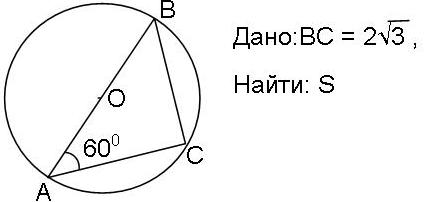 B
Дано:BC = 2√3 ,
Найти: S
O
60⁰
C
A